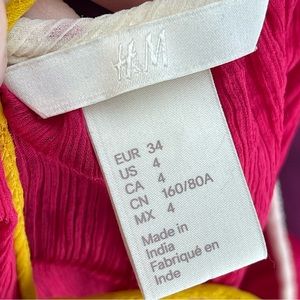 H&M
EUR 34
US 4
CA 4
CN 160/80A
MX 4
Made in
India
Fabriqué en
Inde